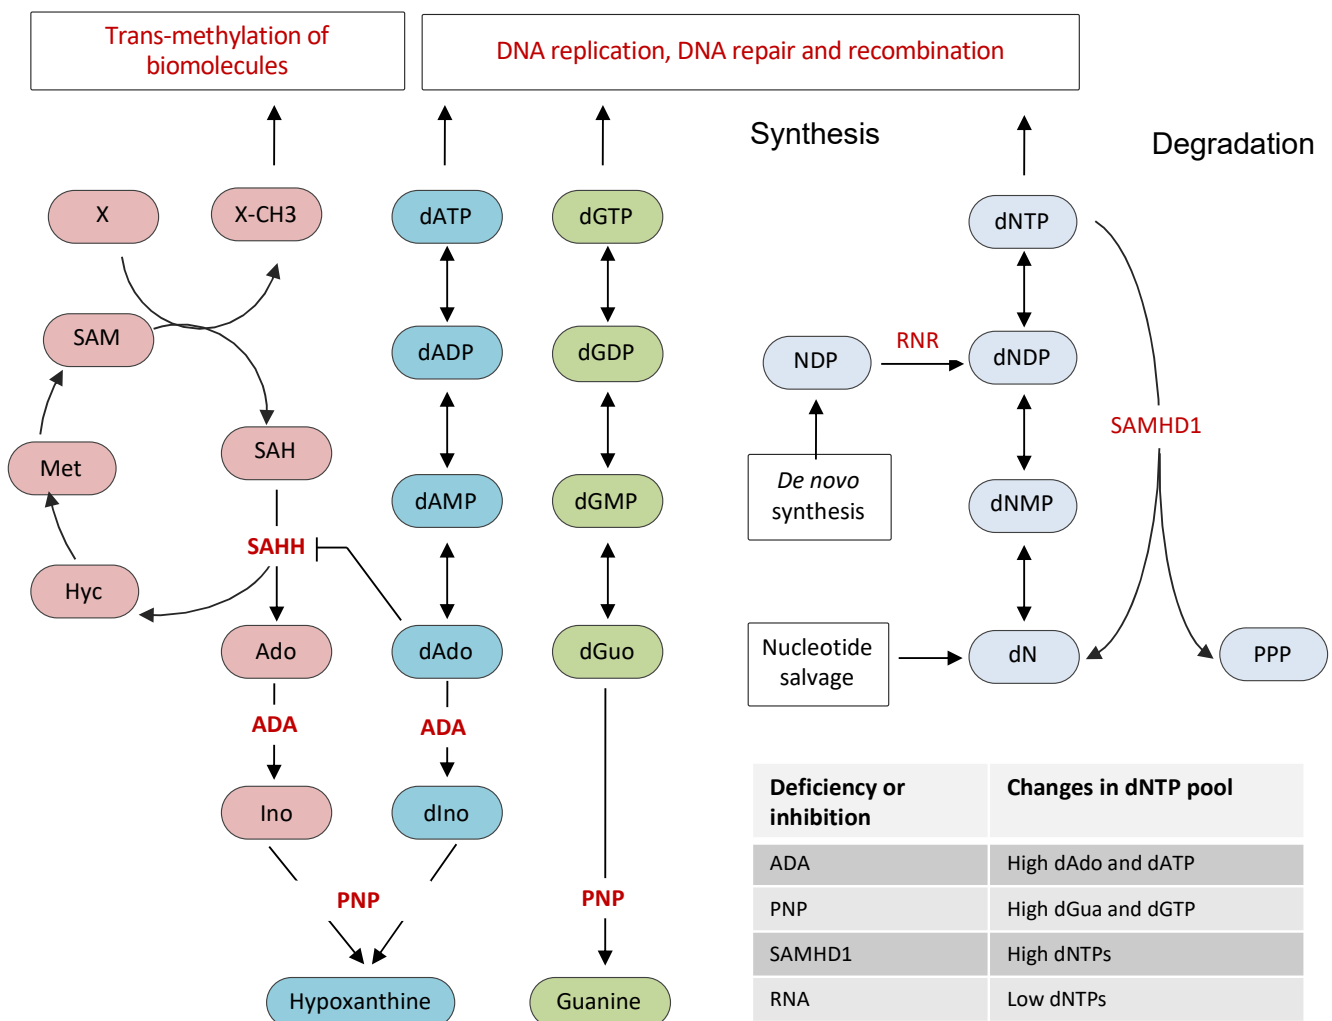 Trans-methylation of
biomolecules
DNA replication, DNA repair and recombination
Synthesis
Degradation
X
X-CH3
dATP
dGTP
dNTP
SAM
dADP
dGDP
NDP
RNR
dNDP
SAMHD1
Met
SAH
dAMP
dGMP
De novo
synthesis
dNMP
SAHH
Hyc
Ado
dAdo
dGuo
Nucleotide
salvage
dN
PPP
ADA
ADA
Ino
dIno
PNP
PNP
Hypoxanthine
Guanine
Deficiency or
inhibition
Changes in dNTP pool
ADA
High dAdo and dATP
PNP
High dGua and dGTP
SAMHD1
High dNTPs
RNA
Low dNTPs